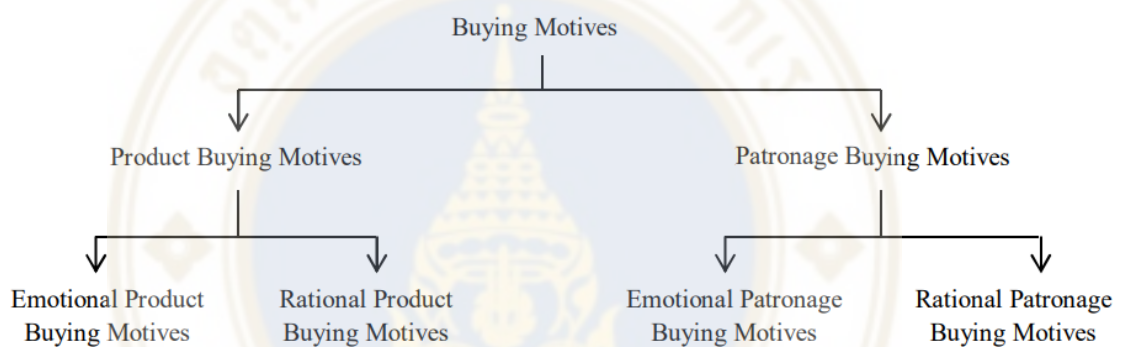 Buying Motives
Product Buying Motives
Patronage Buying Motives
Emotional Product
Buying Motives
Rational Product
Buying Motives
Emotional Patronage
Buying Motives
Rational Patronage
Buying Motives